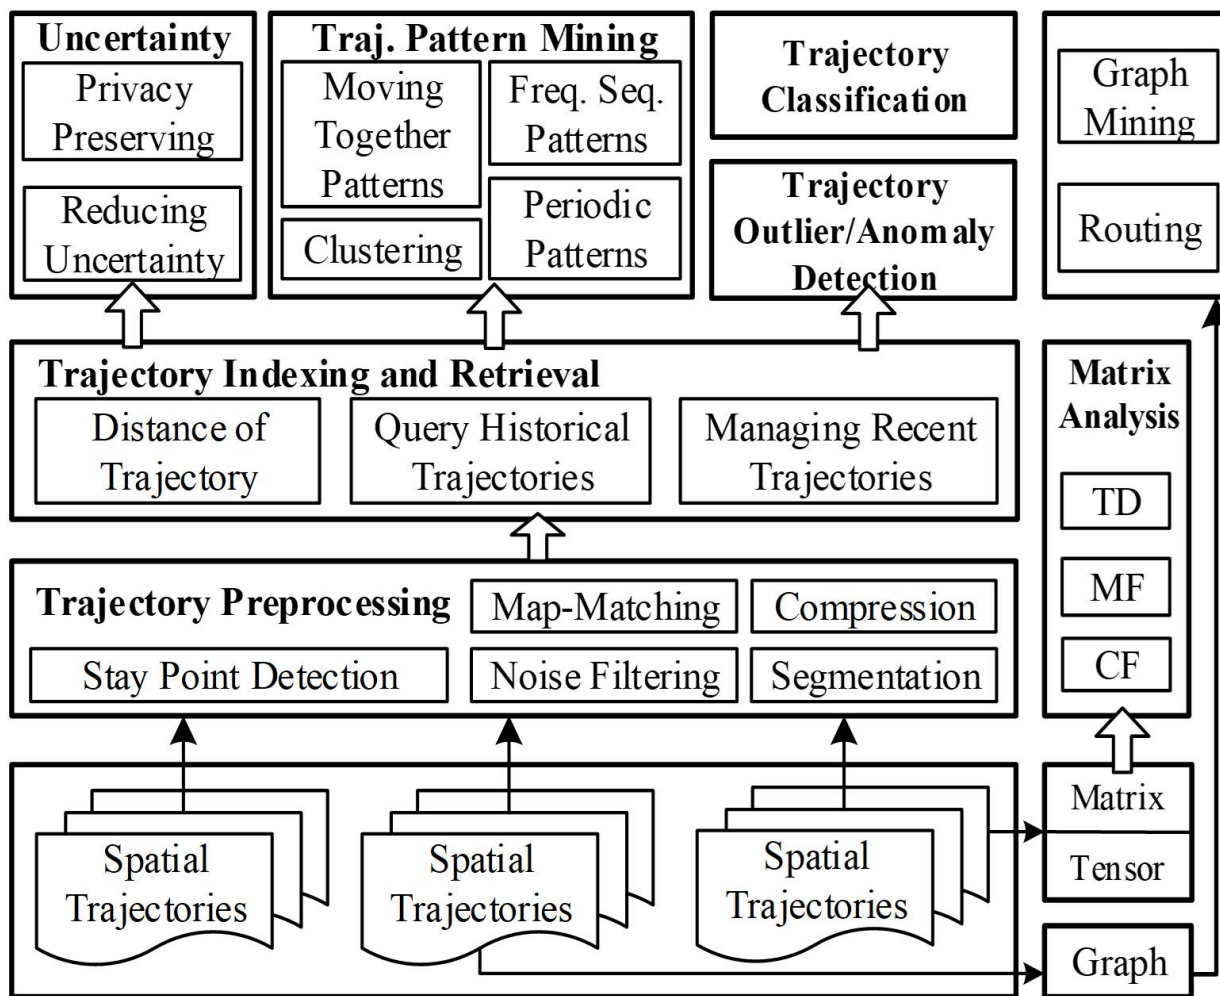 Uncertainty
Privacy
Preserving
Reducing
Uncertainty
Traj. Pattern Mining
Moving
Together
Patterns
Clustering
Freq. Seq.
Patterns
Periodic
Patterns
Trajectory
Classification
Trajectory
Outlier/Anomaly
Detection
Graph
Mining
Routing
Trajectory Indexing and Retrieval
Distance of
Trajectory
Query Historical
Trajectories
Managing Recent
Trajectories
Matrix
Analysis
TD
MF
CF
Trajectory Preprocessing
Map-Matching
Compression
Stay Point Detection
Noise Filtering
Segmentation
Spatial
Trajectories
Spatial
Trajectories
Spatial
Trajectories
Matrix
Tensor
Graph